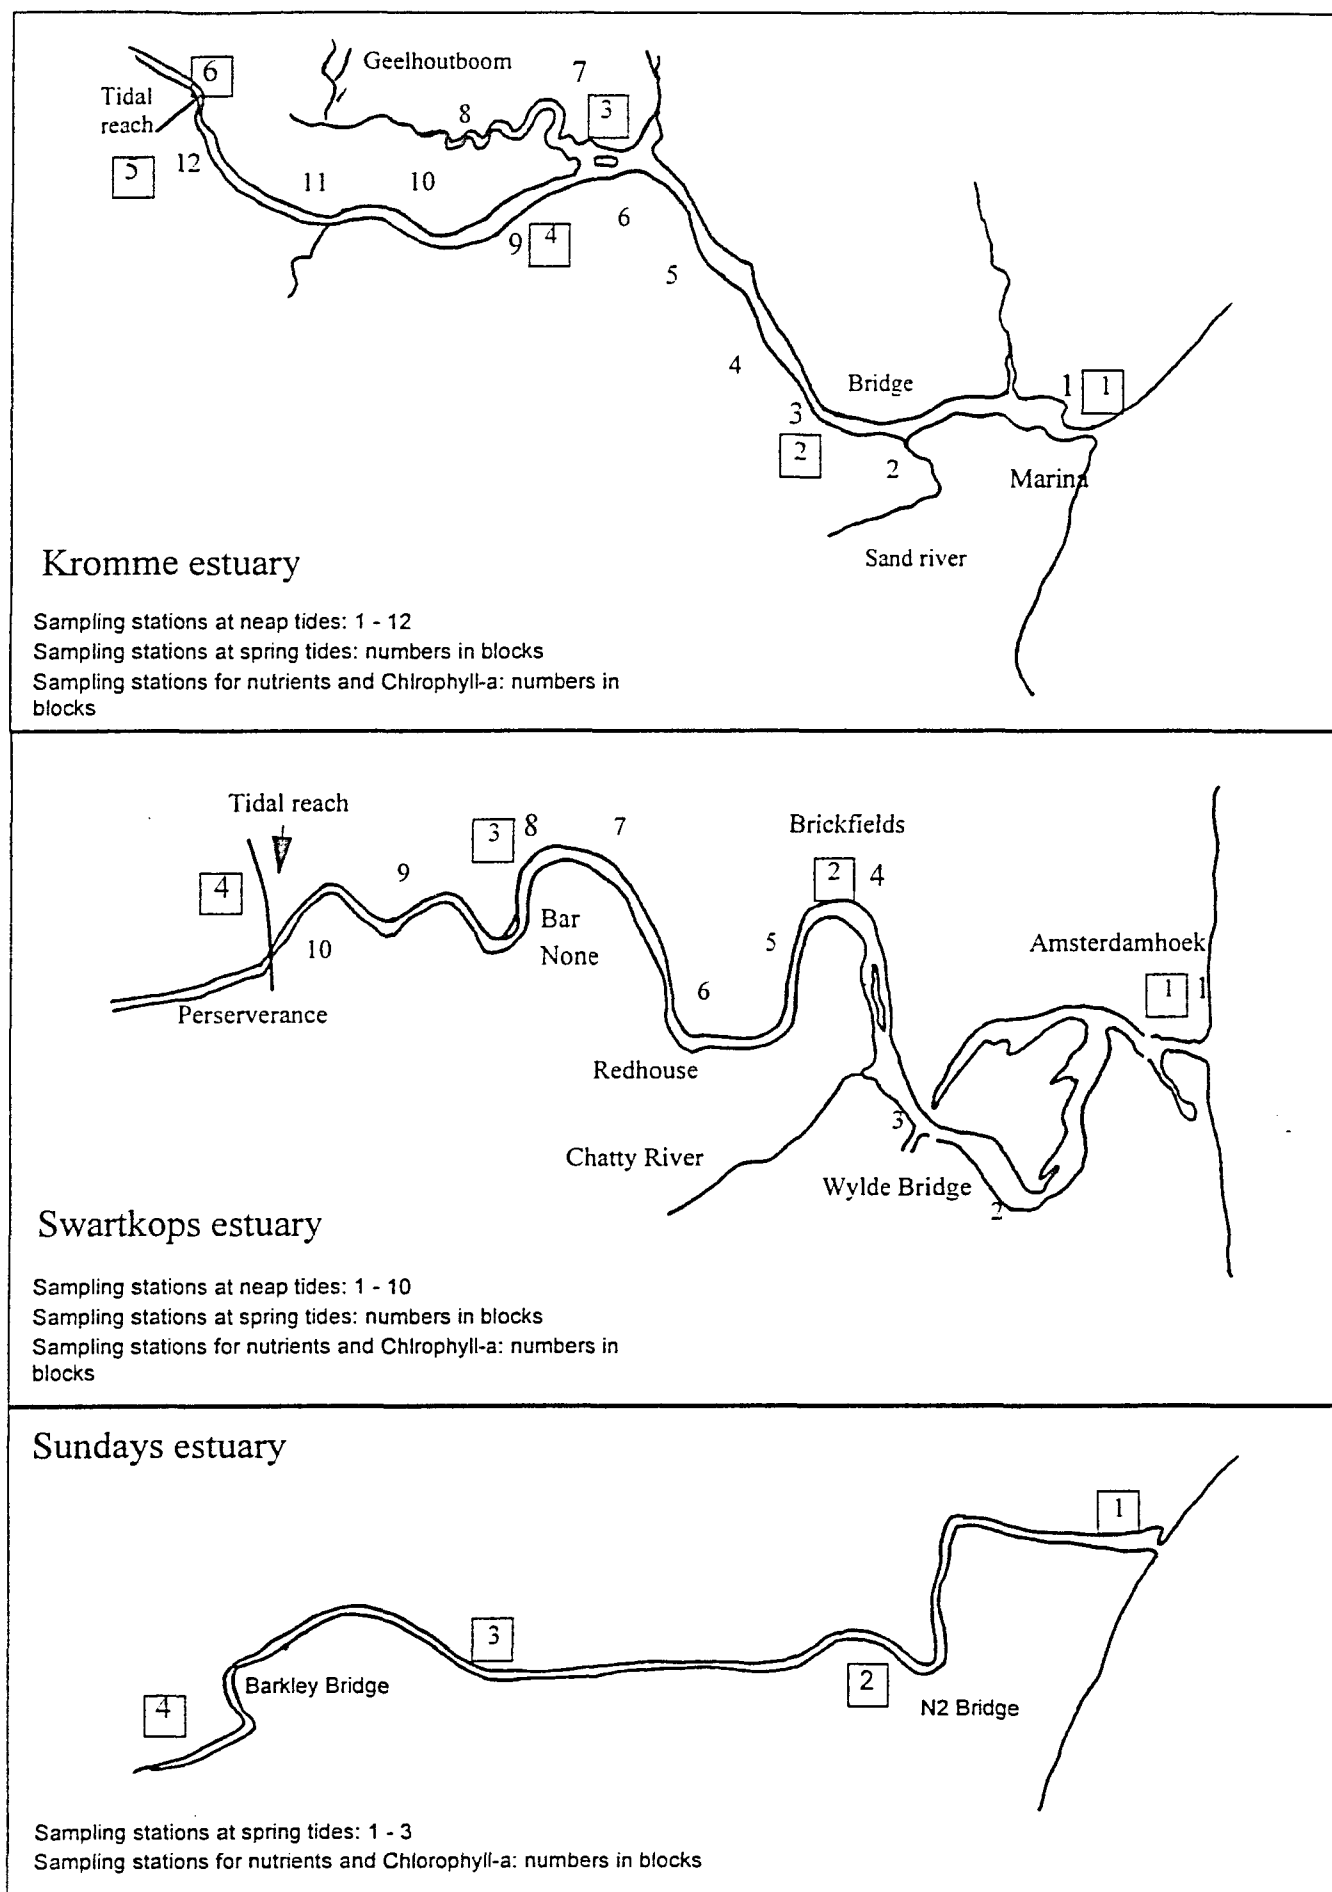 6
Geelhoutboom
7
Tidal
reach
8
3
5
12
11
10
6
9
4
5
4
Bridge
1
1
3
2
2
Marina
Sand river
Kromme estuary
Sampling stations at neap tides: 1 - 12
Sampling stations at spring tides: numbers in blocks
Sampling stations for nutrients and Chlrophyll-a: numbers in
blocks
Tidal reach
3
8
7
Brickfields
4
9
2
4
10
Bar
None
5
Amsterdamhoek
6
1
1
Perserverance
Redhouse
3
Chatty River
Wylde Bridge
2
Swartkops estuary
Sampling stations at neap tides: 1 - 10
Sampling stations at spring tides: numbers in blocks
Sampling stations for nutrients and Chlrophyll-a: numbers in
blocks
Sundays estuary
1
3
2
Barkley Bridge
4
N2 Bridge
Sampling stations at spring tides: 1 - 3
Sampling stations for nutrients and Chlorophyll-a: numbers in blocks